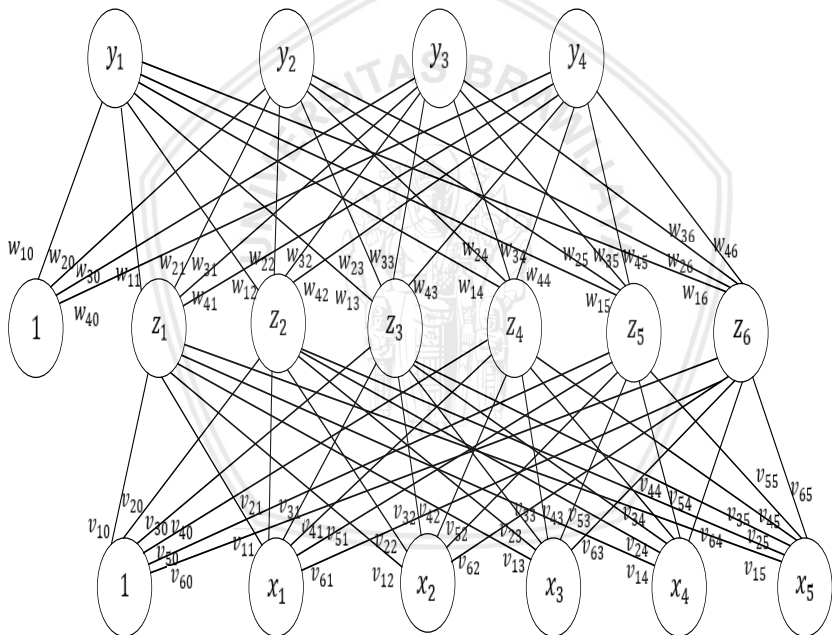 UNIVERSITAS BRAWIJAYA
y₁ y₂ y₃ y₄
w₁₀ w₂₀ w₃₀ w₄₀ w₁₁ w₂₁ w₃₁ w₄₁ w₁₂ w₂₂ w₃₂ w₄₂ w₁₃ w₂₃ w₃₃ w₄₃ w₁₄ w₂₄ w₃₄ w₄₄ w₁₅ w₂₅ w₃₅ w₄₅ w₁₆ w₂₆ w₃₆ w₄₆
1 z₁ z₂ z₃ z₄ z₅ z₆
v₁₀ v₂₀ v₃₀ v₄₀ v₅₀ v₆₀ v₁₁ v₂₁ v₃₁ v₄₁ v₅₁ v₆₁ v₁₂ v₂₂ v₃₂ v₄₂ v₅₂ v₆₂ v₁₃ v₂₃ v₃₃ v₄₃ v₅₃ v₆₃ v₁₄ v₂₄ v₃₄ v₄₄ v₅₄ v₆₄ v₁₅ v₂₅ v₃₅ v₄₅ v₅₅ v₆₅
1 x₁ x₂ x₃ x₄ x₅